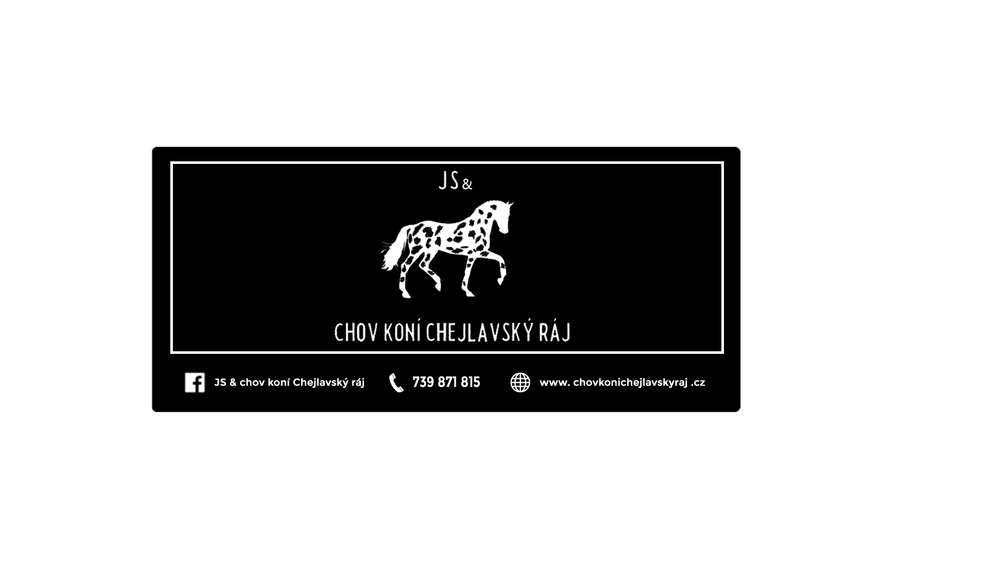 JS &
CHOV KONÍ CHEJLAVSKÝ RÁJ
JS & chov koní Chejlavský ráj
739 871 815
www. chovkonichejlavskyraj .cz